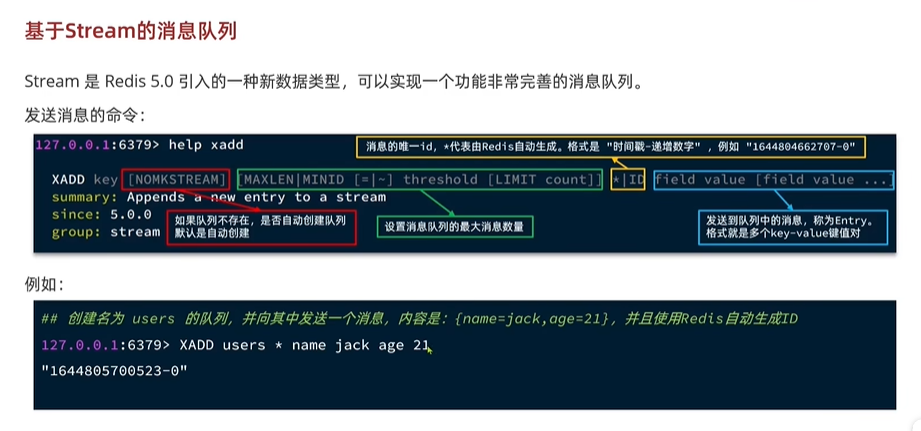 基于Stream的消息队列
Stream 是 Redis 5.0 引入的一种新数据类型，可以实现一个功能非常完善的消息队列。
发送消息的命令：
127.0.0.1:6379> help xadd
消息的唯一id，*代表由Redis自动生成。格式是 "时间戳-递增数字" ，例如 "1644804662707-0"
XADD key [NOMKSTREAM] [MAXLEN|MINID [=|~] threshold [LIMIT count]] *|ID field value [field value ...]
summary: Appends a new entry to a stream
since: 5.0.0
group: stream
如果队列不存在，是否自动创建队列
默认是自动创建
设置消息队列的最大消息数量
发送到队列中的消息，称为Entry。
格式就是多个key-value键值对
例如：
## 创建名为 users 的队列，并向其中发送一个消息，内容是：{name=jack,age=21}，并且使用Redis自动生成ID
127.0.0.1:6379> XADD users * name jack age 21
"1644805700523-0"